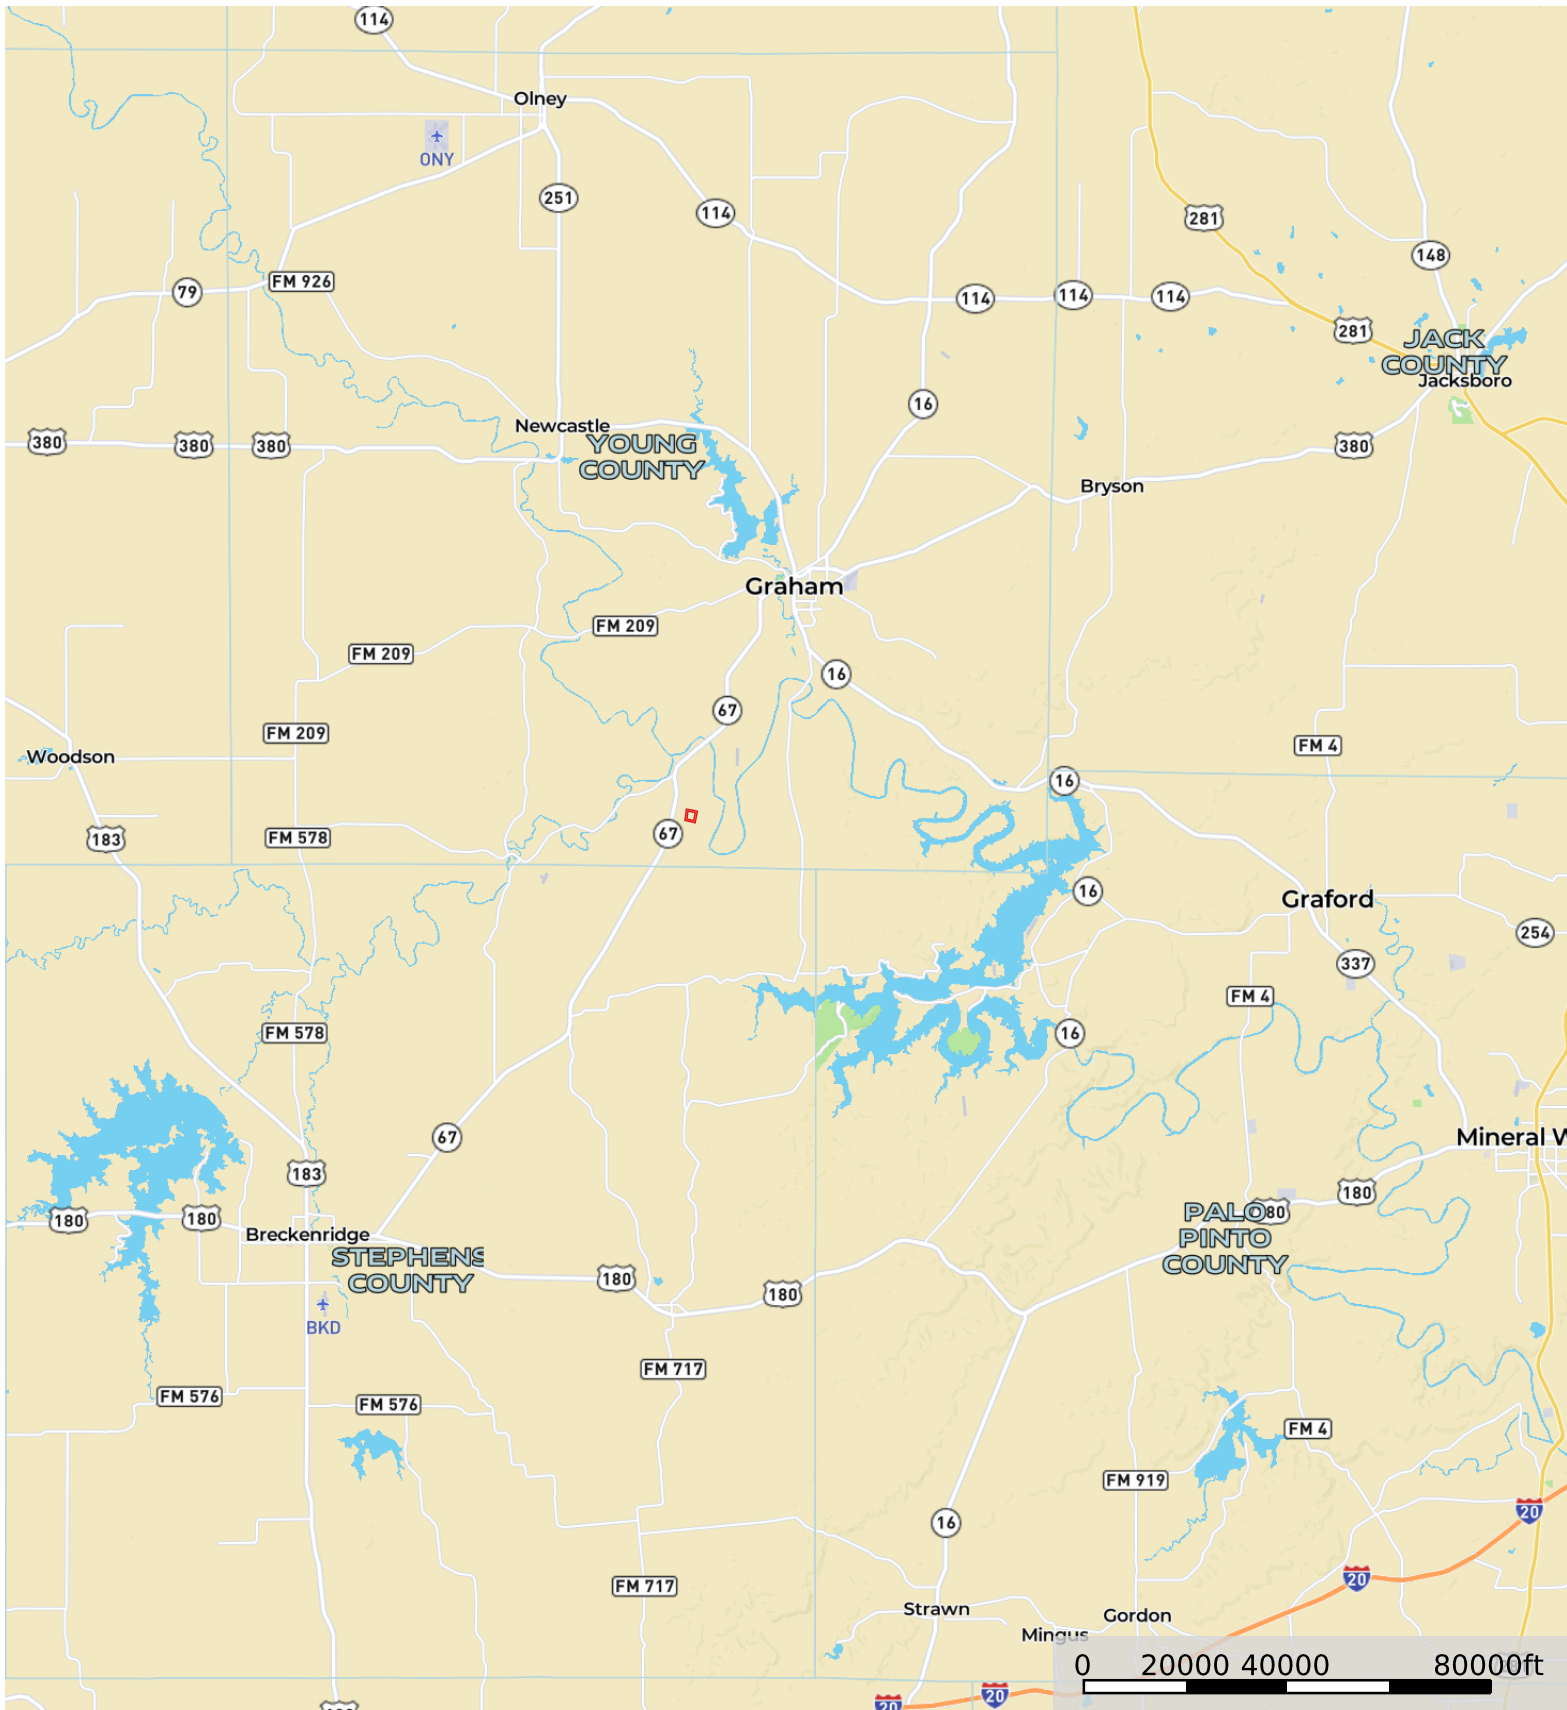 114
Olney
ONY
251
114
281
148
FM 926
79
114
114
114
281
JACK
COUNTY
Jacksboro
16
Newcastle
380
380
380
YOUNG
COUNTY
380
Bryson
Graham
FM 209
FM 209
16
67
FM 209
FM 4
Woodson
16
183
FM 578
67
16
Graford
254
337
FM 4
FM 578
16
67
Mineral W
183
180
180
180
PALO
PINTO
COUNTY
80
Breckenridge
STEPHENS
COUNTY
180
180
BKD
FM 717
FM 576
FM 576
FM 4
FM 919
20
16
20
FM 717
Strawn
Gordon
Mingus
0 20000 40000 80000ft
20
20